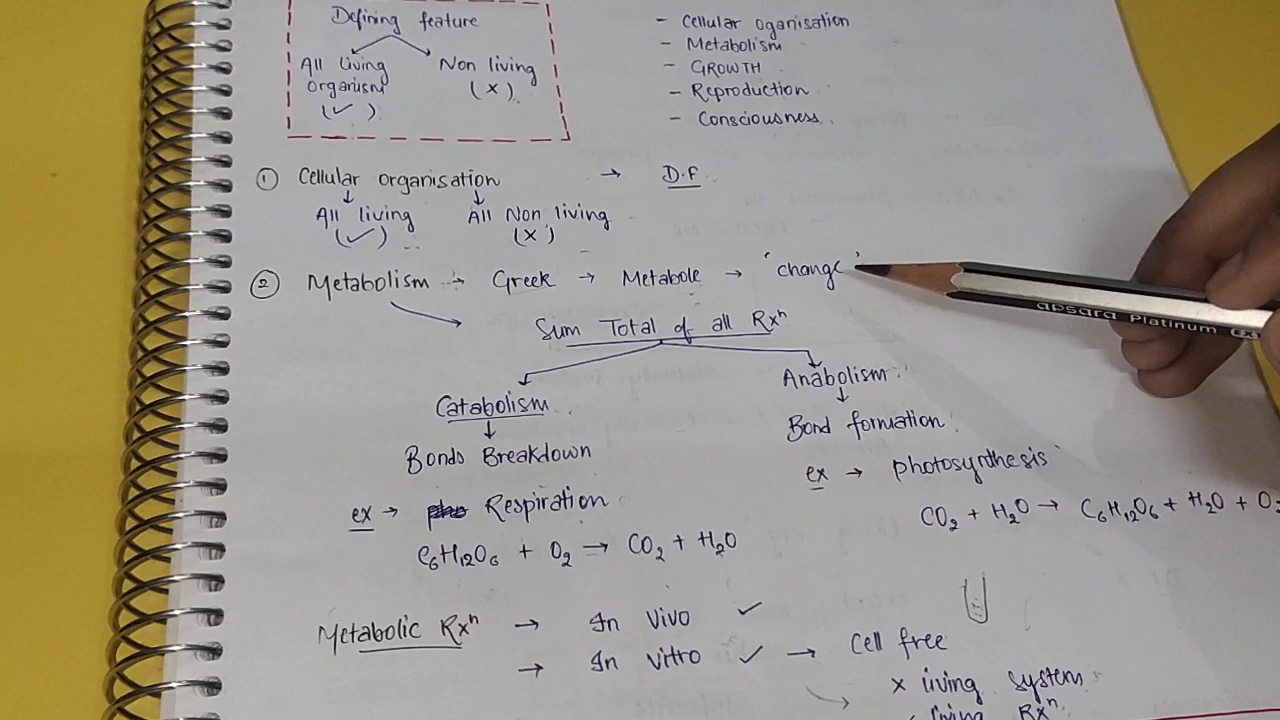 Defining feature
All Living Organism (✓)
Non living (x)
- Cellular oganisation
- Metabolism
- GROWTH
- Reproduction
- Consciousness.
① Cellular organisation → D.F
All living (✓)
All Non living (x)
② Metabolism → Greek → Metabole → 'change'
Sum Total of all Rxⁿ
Catabolism
Bonds Breakdown
ex → Respiration
C₆H₁₂O₆ + O₂ → CO₂ + H₂O
Anabolism
Bond formation
ex → photosynthesis
CO₂ + H₂O → C₆H₁₂O₆ + H₂O + O₂
Metabolic Rxⁿ → In vivo ✓
→ In vitro ✓ → Cell free
x living system
living Rxⁿ
apsara Platinum